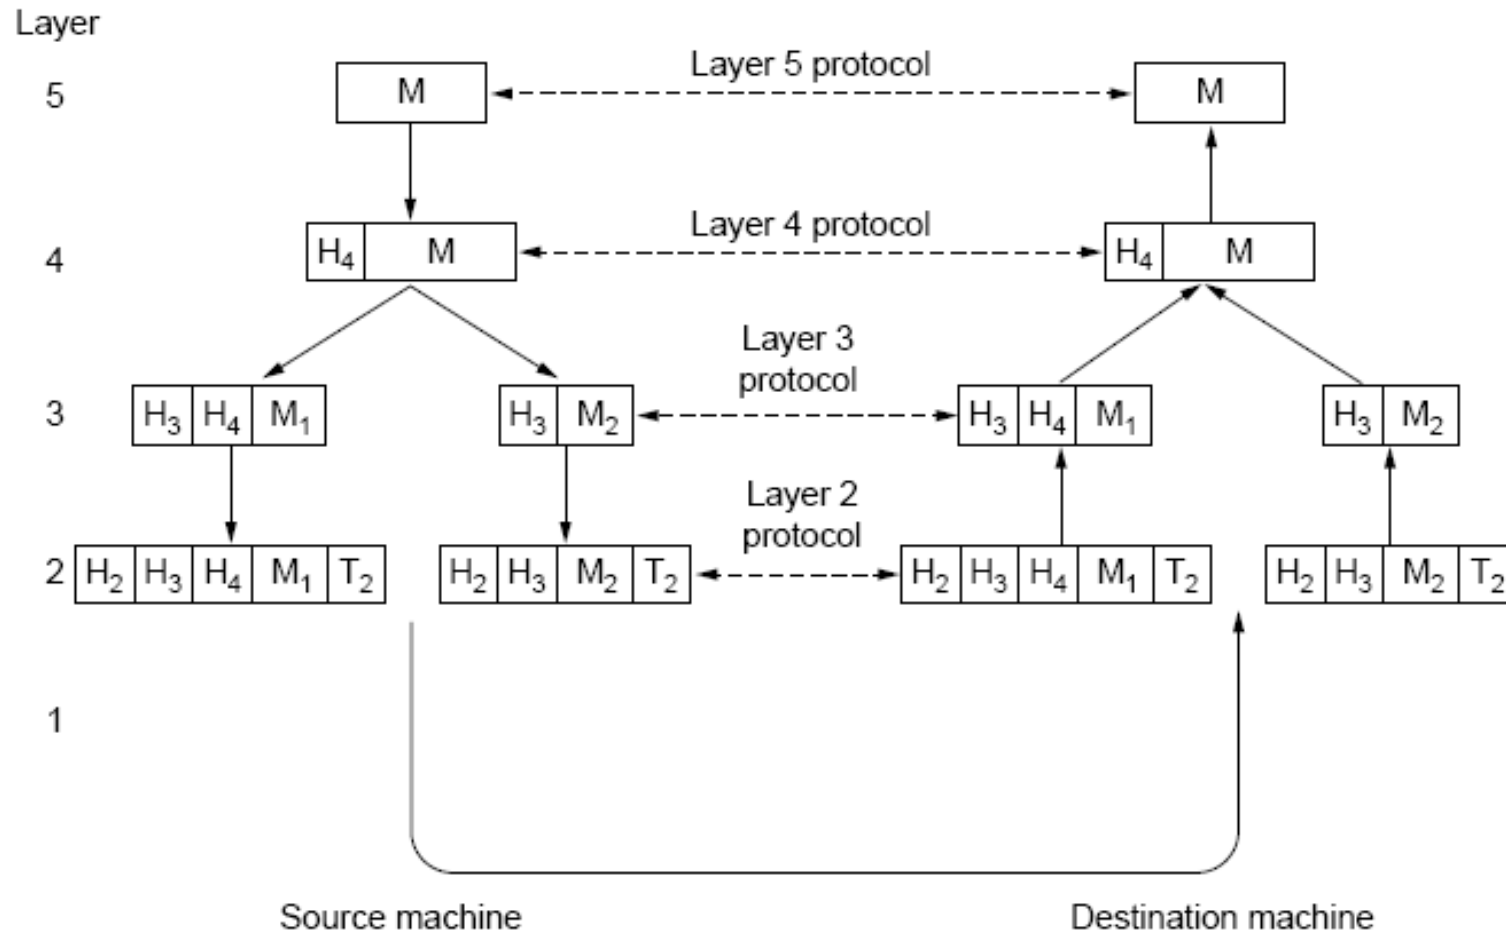 Layer
Layer 5 protocol
5 M M
Layer 4 protocol
4 H₄ M H₄ M
Layer 3
protocol
3 H₃ H₄ M₁ H₃ M₂ H₃ H₄ M₁ H₃ M₂
Layer 2
protocol
2 H₂ H₃ H₄ M₁ T₂ H₂ H₃ M₂ T₂ H₂ H₃ H₄ M₁ T₂ H₂ H₃ M₂ T₂
1
Source machine Destination machine